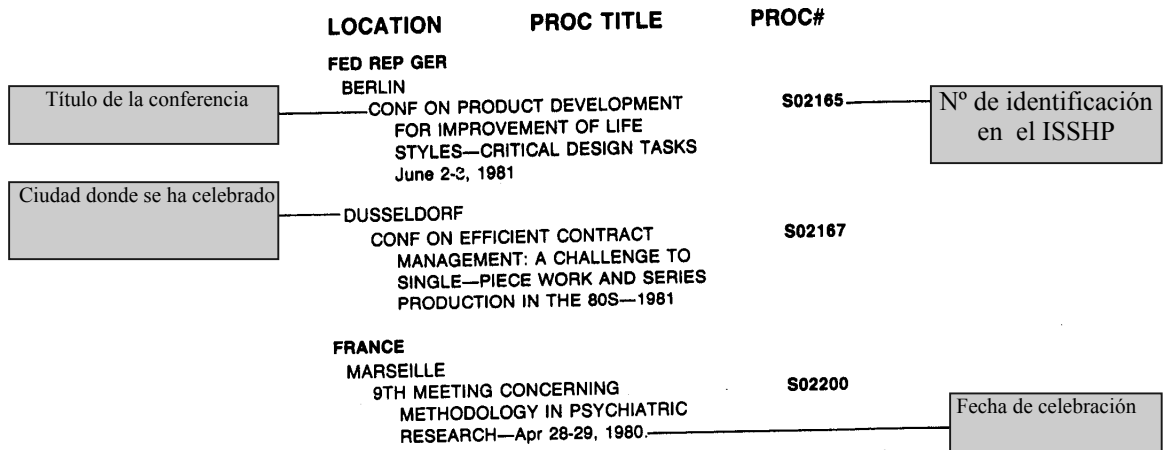 LOCATION PROC TITLE PROC#
FED REP GER
BERLIN
Título de la conferencia
CONF ON PRODUCT DEVELOPMENT S02165
Nº de identificación
en el ISSHP
FOR IMPROVEMENT OF LIFE
STYLES—CRITICAL DESIGN TASKS
June 2-3, 1981
Ciudad donde se ha celebrado
DUSSELDORF
CONF ON EFFICIENT CONTRACT S02167
MANAGEMENT: A CHALLENGE TO
SINGLE—PIECE WORK AND SERIES
PRODUCTION IN THE 80S—1981
FRANCE
MARSEILLE
9TH MEETING CONCERNING S02200
METHODOLOGY IN PSYCHIATRIC
RESEARCH—Apr 28-29, 1980.
Fecha de celebración